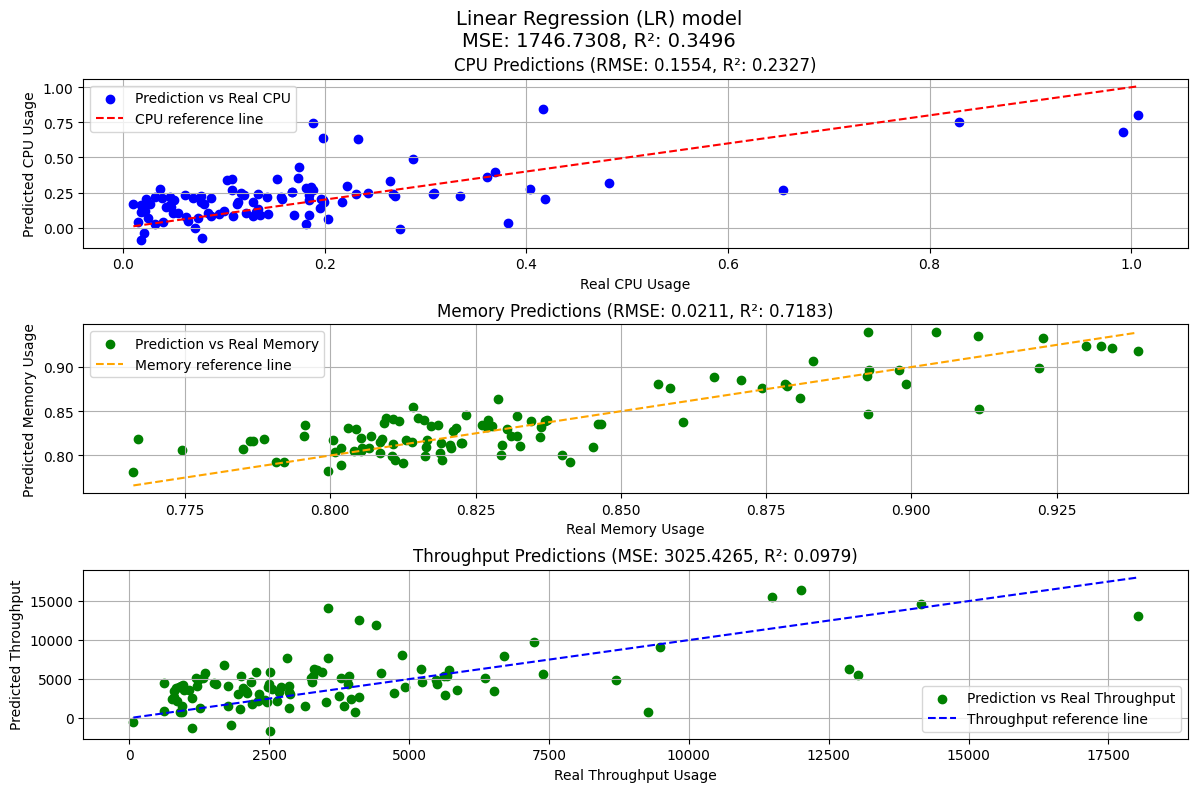 Linear Regression (LR) model
MSE: 1746.7308, R²: 0.3496
CPU Predictions (RMSE: 0.1554, R²: 0.2327)
Predicted CPU Usage
1.00
0.75
0.50
0.25
0.00
Prediction vs Real CPU
CPU reference line
0.0 0.2 0.4 0.6 0.8 1.0
Real CPU Usage
Memory Predictions (RMSE: 0.0211, R²: 0.7183)
Predicted Memory Usage
0.90
0.85
0.80
Prediction vs Real Memory
Memory reference line
0.775 0.800 0.825 0.850 0.875 0.900 0.925
Real Memory Usage
Throughput Predictions (MSE: 3025.4265, R²: 0.0979)
Predicted Throughput
15000
10000
5000
0
Prediction vs Real Throughput
Throughput reference line
0 2500 5000 7500 10000 12500 15000 17500
Real Throughput Usage